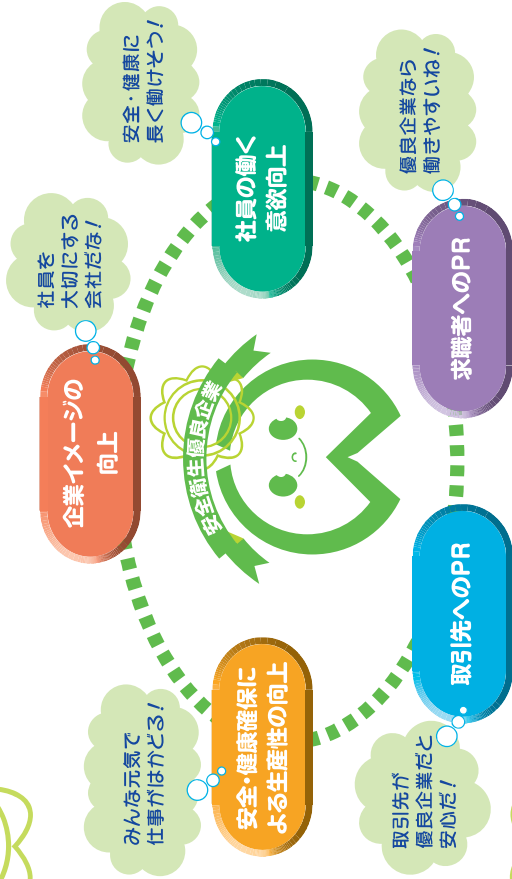 社員を
大切にする
会社だな！
企業イメージの
向上
安全・健康に
長く働けそう！
社員の働く
意欲向上
優良企業なら
働きやすいね！
求職者へのPR
取引先が
優良企業だと
安心だ！
取引先へのPR
みんな元気で
仕事がはかどる！
安全・健康確保に
よる生産性の向上
安全衛生優良企業